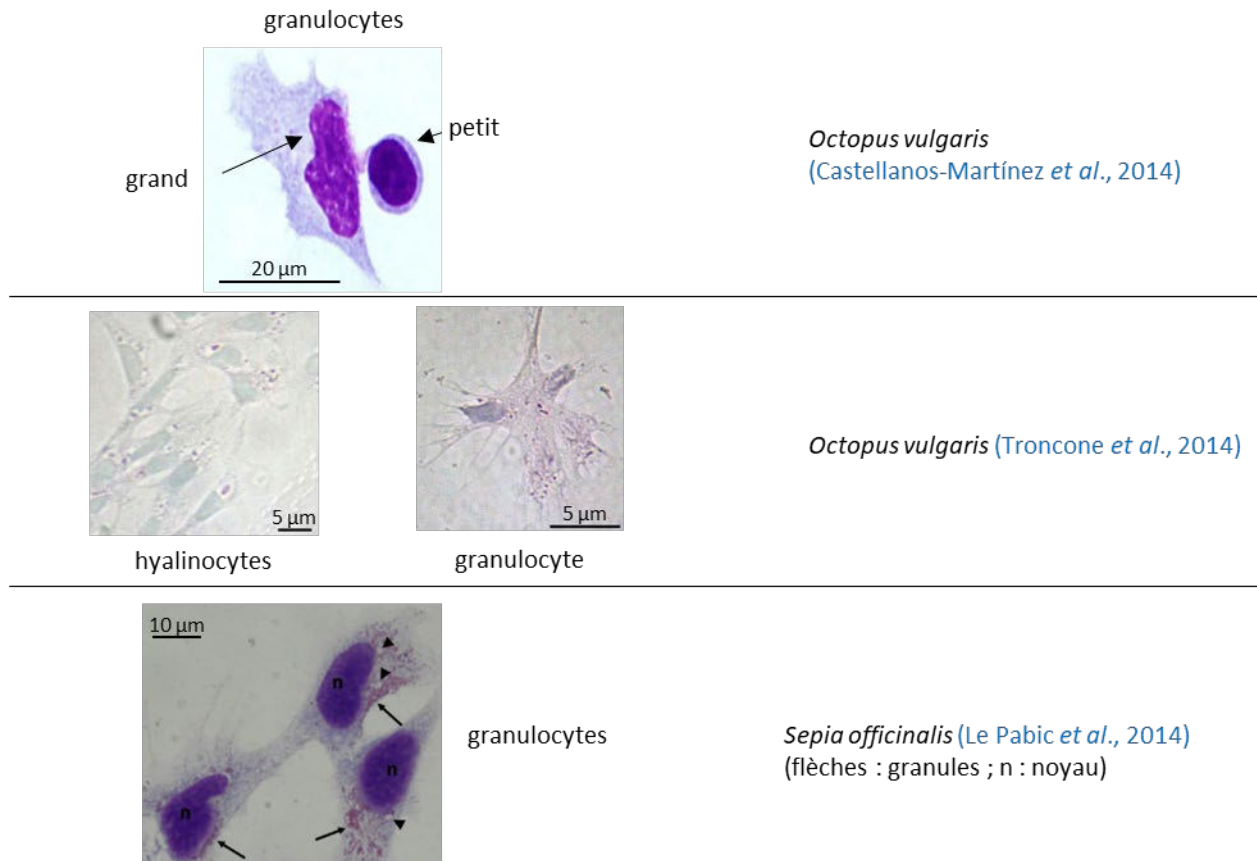 granulocytes
petit
grand
20 µm
Octopus vulgaris
(Castellanos-Martínez et al., 2014)
5 µm
5 µm
hyalinocytes
granulocyte
Octopus vulgaris (Troncone et al., 2014)
10 µm
n
n
n
granulocytes
Sepia officinalis (Le Pabic et al., 2014)
(flèches : granules ; n : noyau)